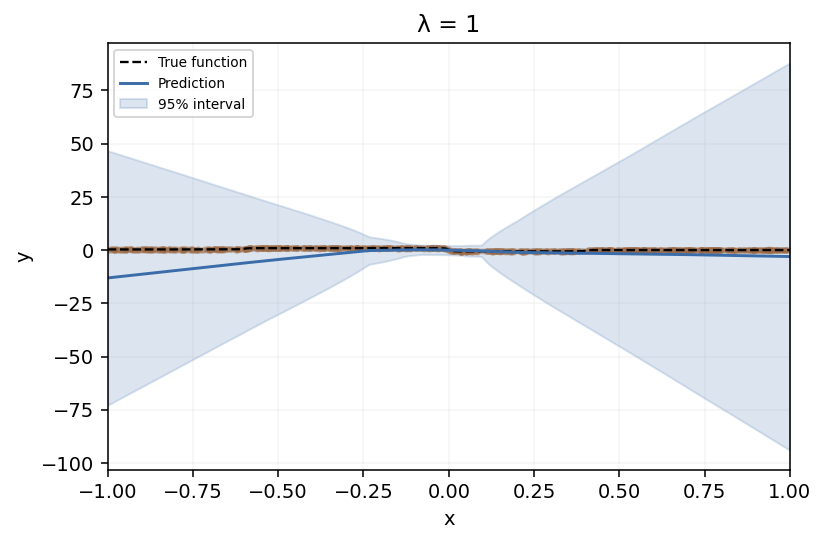 λ = 1
True function
Prediction
95% interval
75
50
25
0
−25
−50
−75
−100
y
−1.00 −0.75 −0.50 −0.25 0.00 0.25 0.50 0.75 1.00
x